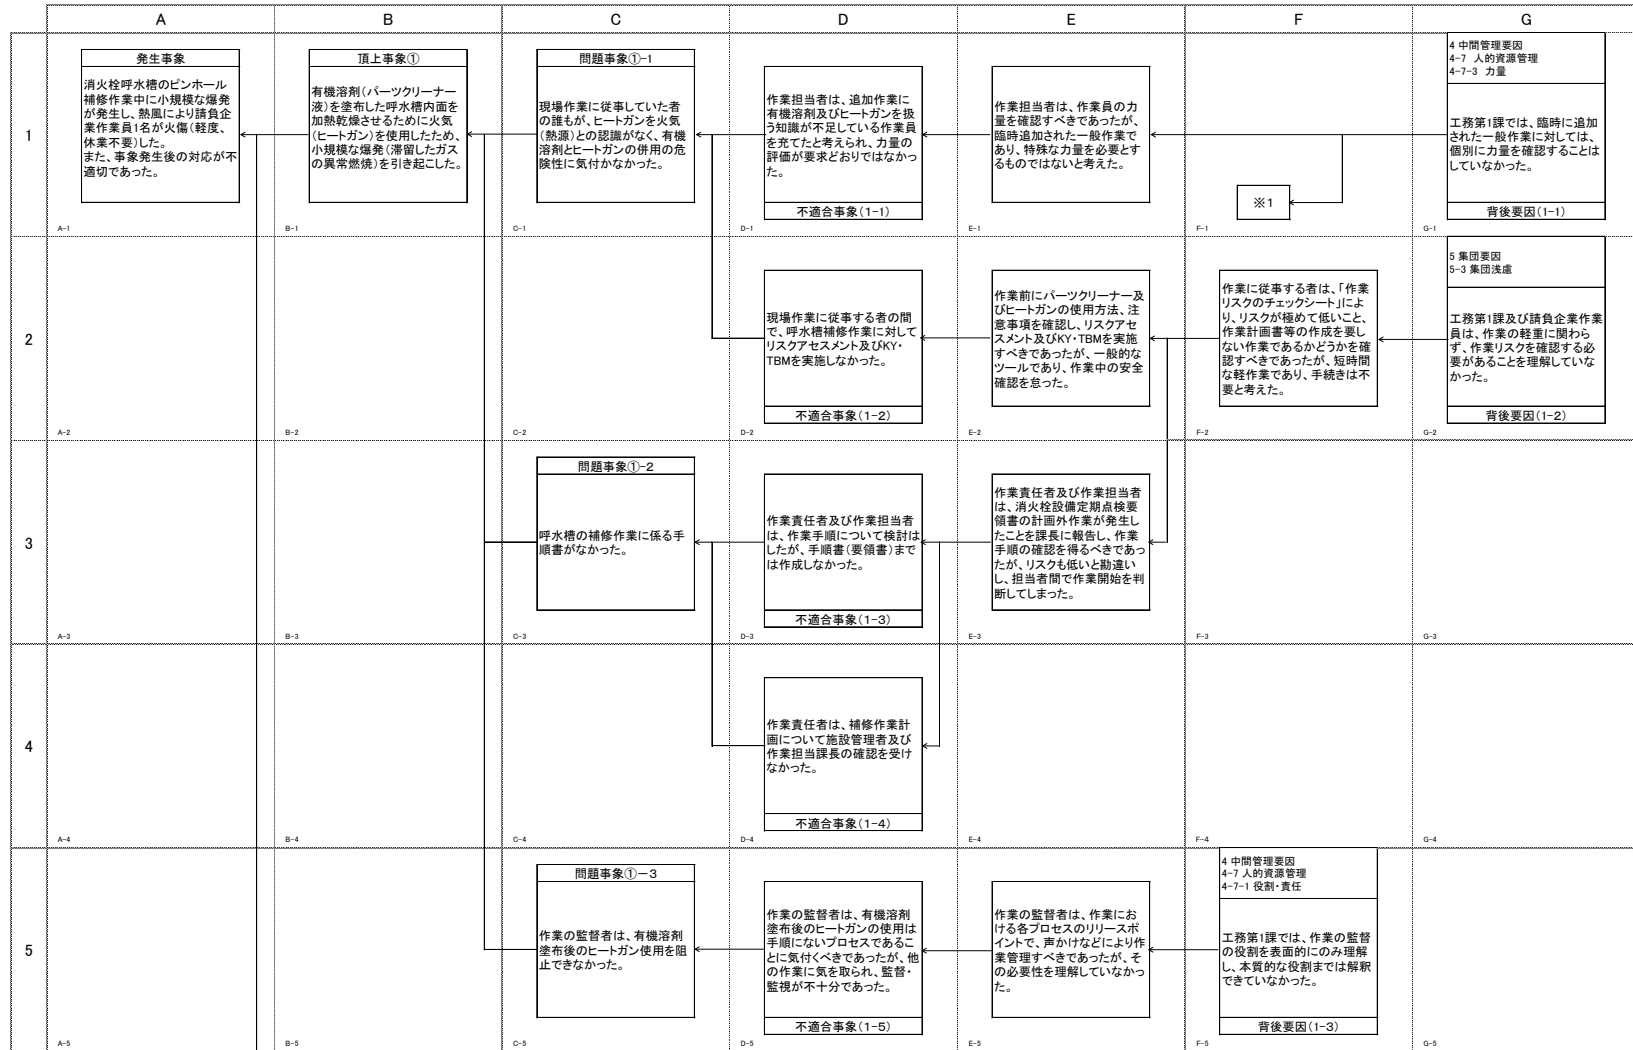 A
B
C
D
E
F
G
1
発生事象
消火栓呼水槽のピンホール
補修作業中に小規模な爆発
が発生し、熱風により請負企
業作業員1名が火傷(軽度、
休業不要)した。
また、事象発生後の対応が不
適切であった。
A-1
頂上事象①
有機溶剤(パーツクリーナー
液)を塗布した呼水槽内面を
加熱乾燥させるために火気
(ヒートガン)を使用したため、
小規模な爆発(滞留したガス
の異常燃焼)を引き起こした。
B-1
問題事象①-1
現場作業に従事していた者
の誰もが、ヒートガンを火気
(熱源)との認識がなく、有機
溶剤とヒートガンの併用の危
険性に気付かなかった。
C-1
作業担当者は、追加作業に
有機溶剤及びヒートガンを扱
う知識が不足している作業員
を充てたと考えられ、力量の
評価が要求どおりではなかっ
た。
不適合事象(1-1)
D-1
作業担当者は、作業員の力
量を確認すべきであったが、
臨時追加された一般作業で
あり、特殊な力量を必要とす
るものではないと考えた。
E-1
※1
F-1
4 中間管理要因
4-7 人的資源管理
4-7-3 力量
工務第1課では、臨時に追加
された一般作業に対しては、
個別に力量を確認することは
していなかった。
背後要因(1-1)
G-1
2
A-2
B-2
C-2
現場作業に従事する者の間
で、呼水槽補修作業に対して
リスクアセスメント及びKY・
TBMを実施しなかった。
不適合事象(1-2)
D-2
作業前にパーツクリーナー及
びヒートガンの使用方法、注
意事項を確認し、リスクアセ
スメント及びKY・TBMを実施
すべきであったが、一般的な
ツールであり、作業中の安全
確認を怠った。
E-2
作業に従事する者は、「作業
リスクのチェックシート」によ
り、リスクが極めて低いこと、
作業計画書等の作成を要し
ない作業であるかどうかを確
認すべきであったが、短時間
な軽作業であり、手続きは不
要と考えた。
F-2
5 集団要因
5-3 集団浅慮
工務第1課及び請負企業作業
員は、作業の軽重に関わら
ず、作業リスクを確認する必
要があることを理解していな
かった。
背後要因(1-2)
G-2
3
A-3
B-3
問題事象①-2
呼水槽の補修作業に係る手
順書がなかった。
C-3
作業責任者及び作業担当者
は、作業手順について検討は
したが、手順書(要領書)まで
は作成しなかった。
不適合事象(1-3)
D-3
作業責任者及び作業担当者
は、消火栓設備定期点検要
領書の計画外作業が発生し
たことを課長に報告し、作業
手順の確認を得るべきであっ
たが、リスクも低いと勘違い
し、担当者間で作業開始を判
断してしまった。
E-3
F-3
G-3
4
A-4
B-4
C-4
作業責任者は、補修作業計
画について施設管理者及び
作業担当課長の確認を受け
なかった。
不適合事象(1-4)
D-4
E-4
F-4
G-4
5
A-5
B-5
問題事象①-3
作業の監督者は、有機溶剤
塗布後のヒートガン使用を阻
止できなかった。
C-5
作業の監督者は、有機溶剤
塗布後のヒートガンの使用は
手順にないプロセスであるこ
とに気付くべきであったが、他
の作業に気を取られ、監督・
監視が不十分であった。
不適合事象(1-5)
D-5
作業の監督者は、作業にお
ける各プロセスのリリースポ
イントで、声かけなどにより作
業管理すべきであったが、そ
の必要性を理解していなかっ
た。
E-5
4 中間管理要因
4-7 人的資源管理
4-7-1 役割・責任
工務第1課では、作業の監督
の役割を表面的にのみ理解
し、本質的な役割までは解釈
できていなかった。
背後要因(1-3)
F-5
G-5